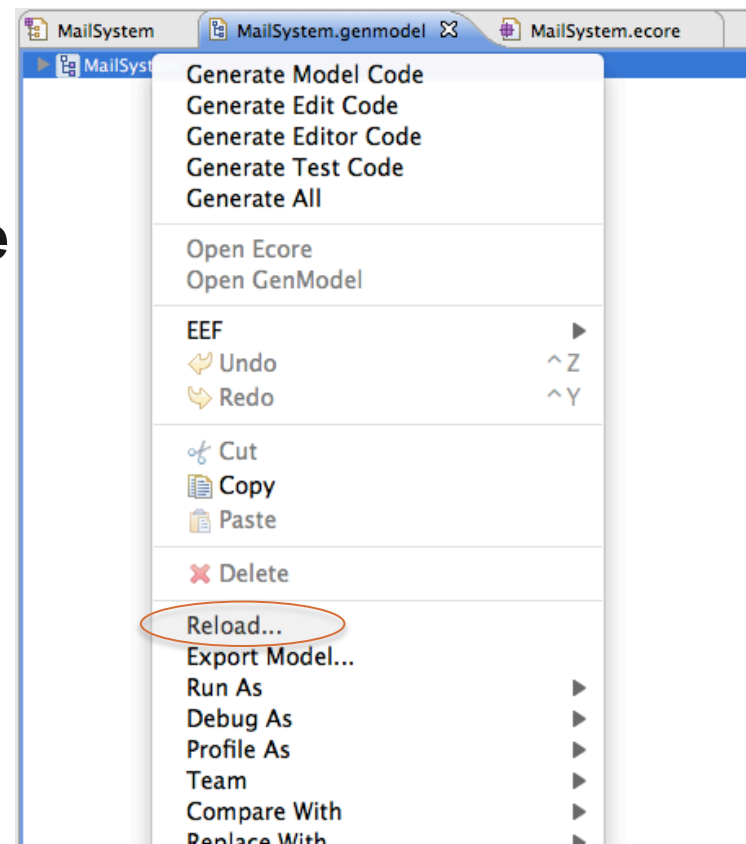 MailSystem MailSystem.genmodel MailSystem.ecore
MailSyst
Generate Model Code
Generate Edit Code
Generate Editor Code
Generate Test Code
Generate All
e
Open Ecore
Open GenModel
EEF
Undo ^Z
Redo ^Y
Cut
Copy
Paste
Delete
Reload...
Export Model...
Run As
Debug As
Profile As
Team
Compare With
Replace With